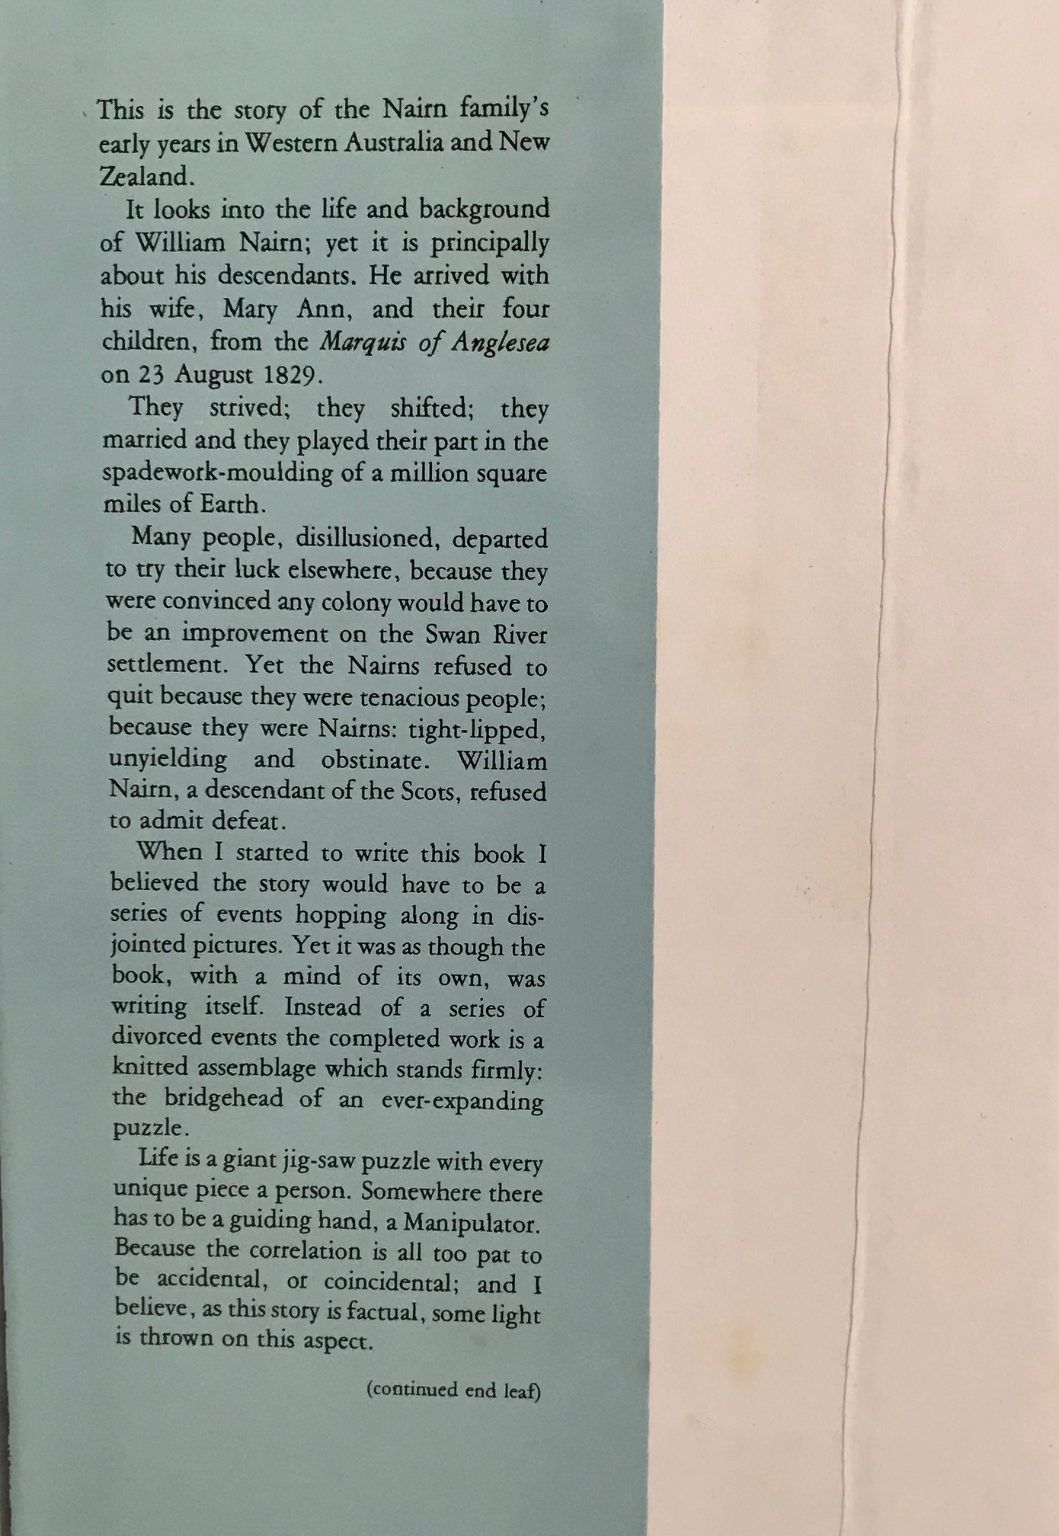 This is the story of the Nairn family's
early years in Western Australia and New
Zealand.
It looks into the life and background
of William Nairn; yet it is principally
about his descendants. He arrived with
his wife, Mary Ann, and their four
children, from the Marquis of Anglesea
on 23 August 1829.
They strived; they shifted; they
married and they played their part in the
spadework-moulding of a million square
miles of Earth.
Many people, disillusioned, departed
to try their luck elsewhere, because they
were convinced any colony would have to
be an improvement on the Swan River
settlement. Yet the Nairns refused to
quit because they were tenacious people;
because they were Nairns: tight-lipped,
unyielding and obstinate. William
Nairn, a descendant of the Scots, refused
to admit defeat.
When I started to write this book I
believed the story would have to be a
series of events hopping along in dis-
jointed pictures. Yet it was as though the
book, with a mind of its own, was
writing itself. Instead of a series of
divorced events the completed work is a
knitted assemblage which stands firmly:
the bridgehead of an ever-expanding
puzzle.
Life is a giant jig-saw puzzle with every
unique piece a person. Somewhere there
has to be a guiding hand, a Manipulator.
Because the correlation is all too pat to
be accidental, or coincidental; and I
believe, as this story is factual, some light
is thrown on this aspect.
(continued end leaf)